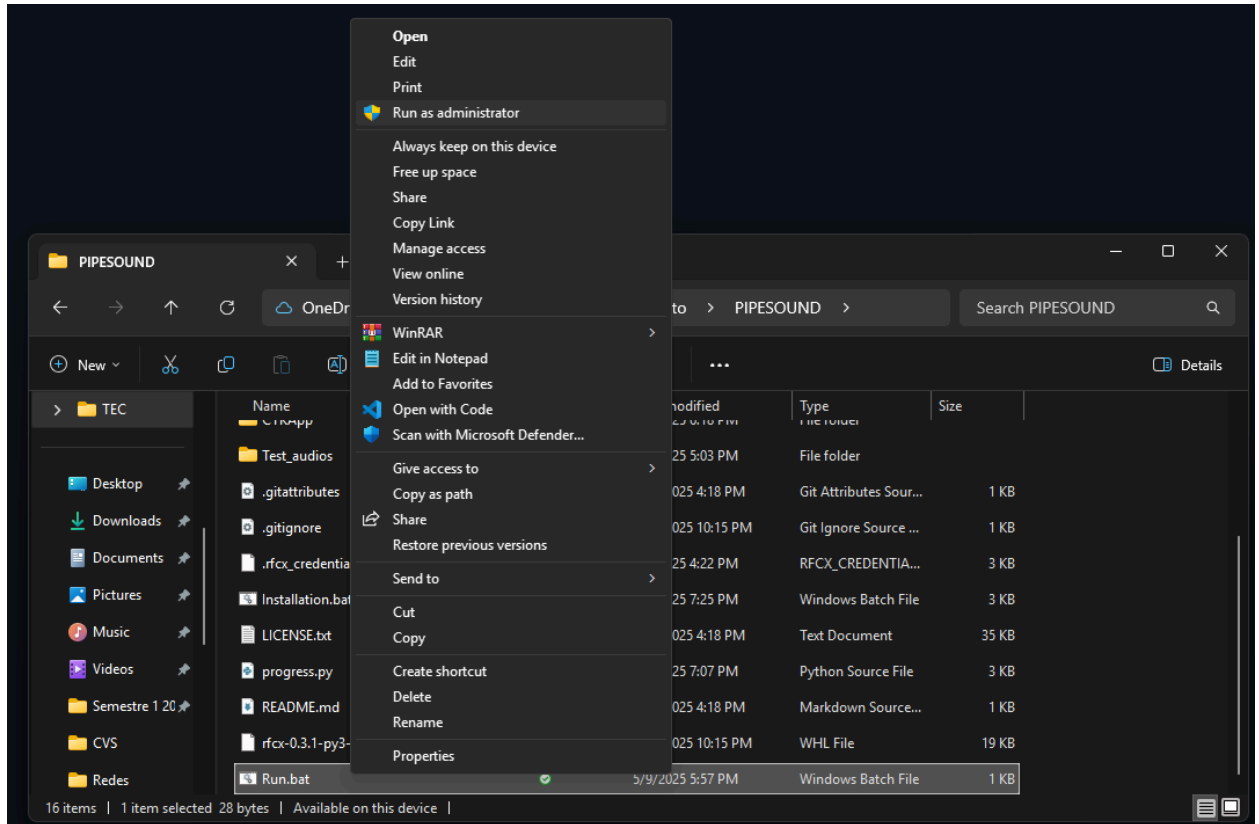 Open
Edit
Print
Run as administrator
Always keep on this device
Free up space
Share
Copy Link
Manage access
View online
Version history
WinRAR
Edit in Notepad
Add to Favorites
Open with Code
Scan with Microsoft Defender...
Give access to
Copy as path
Share
Restore previous versions
Send to
Cut
Copy
Create shortcut
Delete
Rename
Properties
PIPESOUND
OneDr
to > PIPESOUND >
Search PIPESOUND
New
Details
TEC
Desktop
Downloads
Documents
Pictures
Music
Videos
Semestre 1 20
CVS
Redes
Name
nodified
Type
Size
CTkApp
File folder
Test_audios
25 5:03 PM
File folder
.gitattributes
025 4:18 PM
Git Attributes Sour...
1 KB
.gitignore
025 10:15 PM
Git Ignore Source ...
1 KB
.rfcx_credentia
25 4:22 PM
RFCX_CREDENTIA...
3 KB
Installation.bat
25 7:25 PM
Windows Batch File
3 KB
LICENSE.txt
025 4:18 PM
Text Document
35 KB
progress.py
25 7:07 PM
Python Source File
3 KB
README.md
025 4:18 PM
Markdown Source...
1 KB
rfcx-0.3.1-py3-
025 10:15 PM
WHL File
19 KB
Run.bat
5/9/2025 5:57 PM
Windows Batch File
1 KB
16 items | 1 item selected 28 bytes | Available on this device |